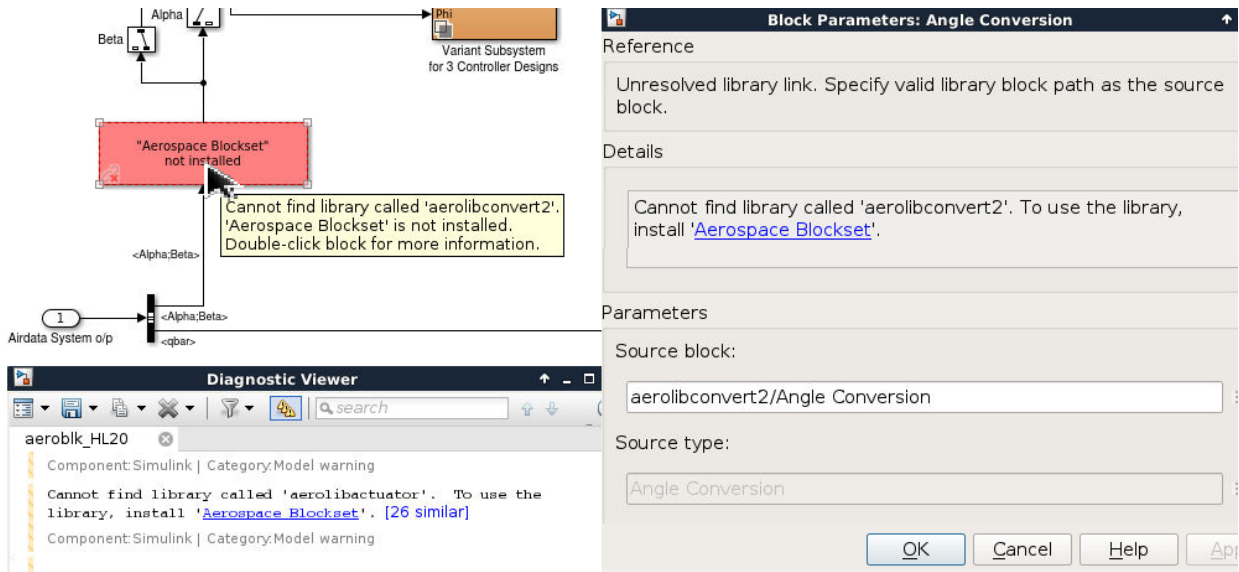 Alpha
Beta
Phi
Variant Subsystem
for 3 Controller Designs
"Aerospace Blockset"
not installed
Cannot find library called 'aerolibconvert2'.
'Aerospace Blockset' is not installed.
Double-click block for more information.
<Alpha;Beta>
1
<Alpha;Beta>
Airdata System o/p
<qbar>
Diagnostic Viewer
search
aeroblk_HL20
Component:Simulink | Category:Model warning
Cannot find library called 'aerolibactuator'. To use the
library, install 'Aerospace Blockset'. [26 similar]
Component:Simulink | Category:Model warning
Block Parameters: Angle Conversion
Reference
Unresolved library link. Specify valid library block path as the source
block.
Details
Cannot find library called 'aerolibconvert2'. To use the library,
install 'Aerospace Blockset'.
Parameters
Source block:
aerolibconvert2/Angle Conversion
Source type:
Angle Conversion
OK Cancel Help App